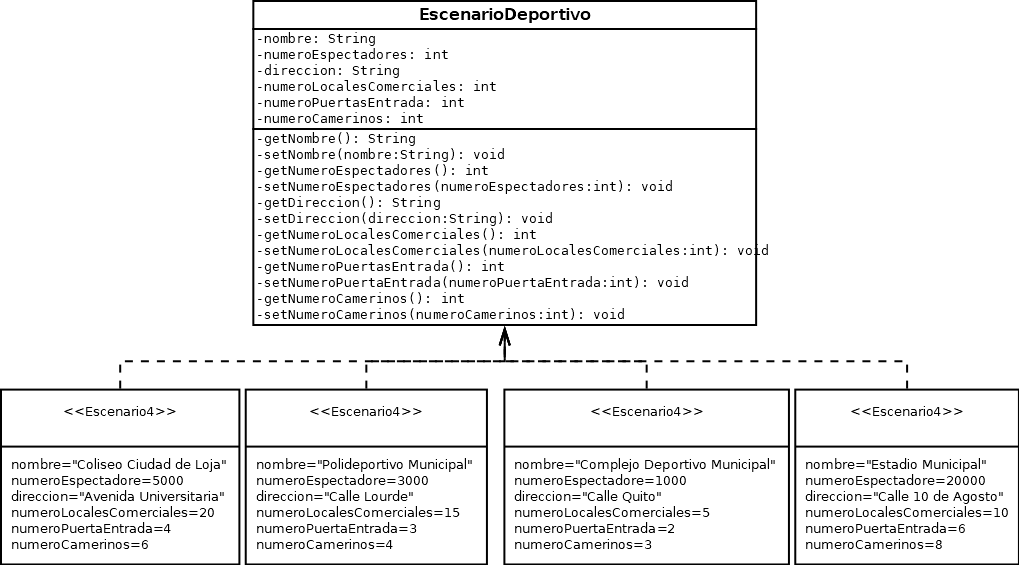 EscenarioDeportivo
-nombre: String
-numeroEspectadores: int
-direccion: String
-numeroLocalesComerciales: int
-numeroPuertasEntrada: int
-numeroCamerinos: int
-getNombre(): String
-setNombre(nombre:String): void
-getNumeroEspectadores(): int
-setNumeroEspectadores(numeroEspectadores:int): void
-getDireccion(): String
-setDireccion(direccion:String): void
-getNumeroLocalesComerciales(): int
-setNumeroLocalesComerciales(numeroLocalesComerciales:int): void
-getNumeroPuertasEntrada(): int
-setNumeroPuertaEntrada(numeroPuertaEntrada:int): void
-getNumeroCamerinos(): int
-setNumeroCamerinos(numeroCamerinos:int): void
<<Escenario4>>
nombre="Coliseo Ciudad de Loja"
numeroEspectadore=5000
direccion="Avenida Universitaria"
numeroLocalesComerciales=20
numeroPuertaEntrada=4
numeroCamerinos=6
<<Escenario4>>
nombre="Polideportivo Municipal"
numeroEspectadore=3000
direccion="Calle Lourde"
numeroLocalesComerciales=15
numeroPuertaEntrada=3
numeroCamerinos=4
<<Escenario4>>
nombre="Complejo Deportivo Municipal"
numeroEspectadore=1000
direccion="Calle Quito"
numeroLocalesComerciales=5
numeroPuertaEntrada=2
numeroCamerinos=3
<<Escenario4>>
nombre="Estadio Municipal"
numeroEspectadore=20000
direccion="Calle 10 de Agosto"
numeroLocalesComerciales=10
numeroPuertaEntrada=6
numeroCamerinos=8